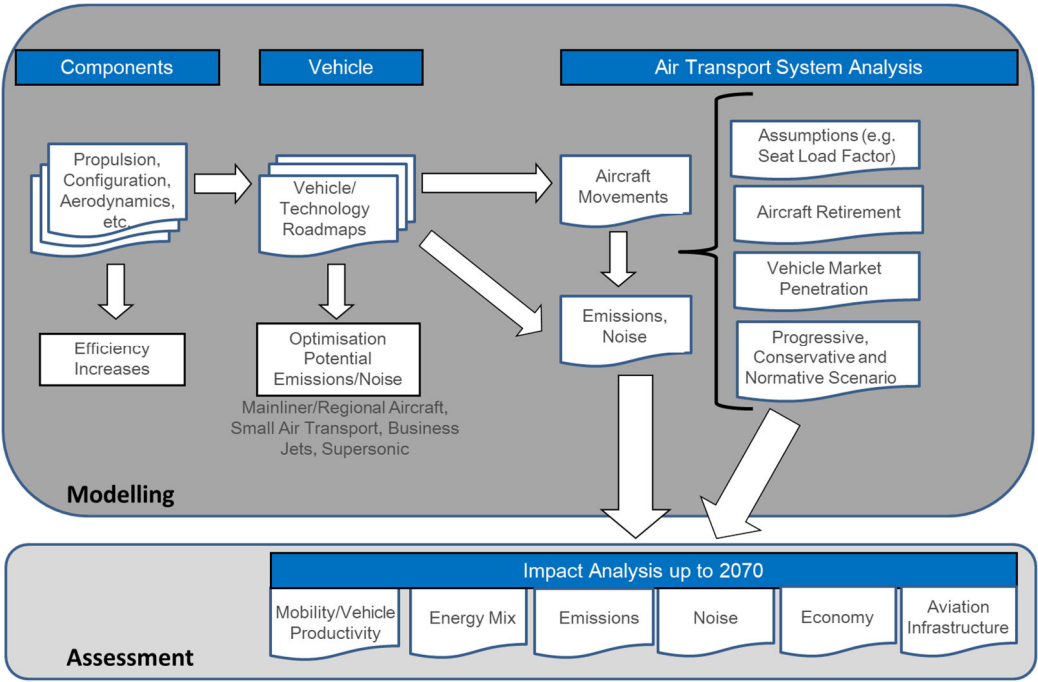 Components
Vehicle
Air Transport System Analysis
Propulsion,
Configuration,
Aerodynamics,
etc.
Vehicle/
Technology
Roadmaps
Aircraft
Movements
Assumptions (e.g.
Seat Load Factor)
Aircraft Retirement
Vehicle Market
Penetration
Progressive,
Conservative and
Normative Scenario
Emissions,
Noise
Efficiency
Increases
Optimisation
Potential
Emissions/Noise
Mainliner/Regional Aircraft,
Small Air Transport, Business
Jets, Supersonic
Modelling
Impact Analysis up to 2070
Mobility/Vehicle
Productivity
Energy Mix
Emissions
Noise
Economy
Aviation
Infrastructure
Assessment